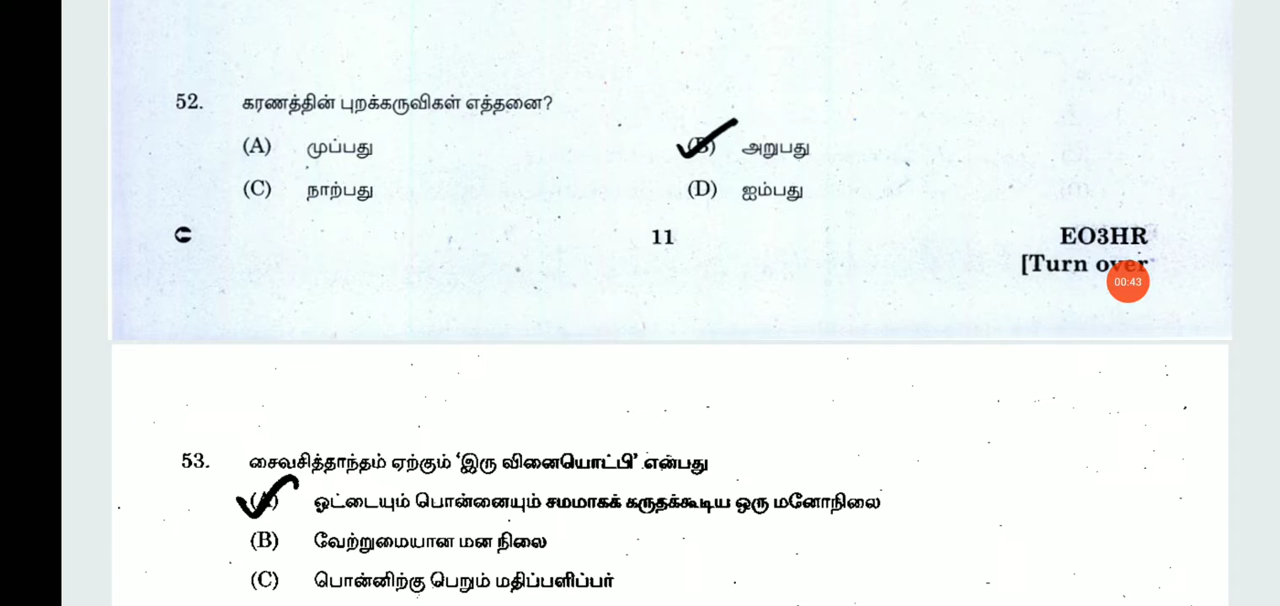 52. கரணத்தின் புறக்கருவிகள் எத்தனை?
(A) முப்பது (B) அறுபது
(C) நாற்பது (D) ஐம்பது
11 EO3HR
[Turn over
00:43
53. சைவசித்தாந்தம் ஏற்கும் ‘இரு வினையொட்பி’ என்பது
(A) ஓட்டையும் பொன்னையும் சமமாகக் கருதக்கூடிய ஒரு மனோநிலை
(B) வேற்றுமையான மன நிலை
(C) பொன்னிற்கு பெறும் மதிப்பளிப்பர்